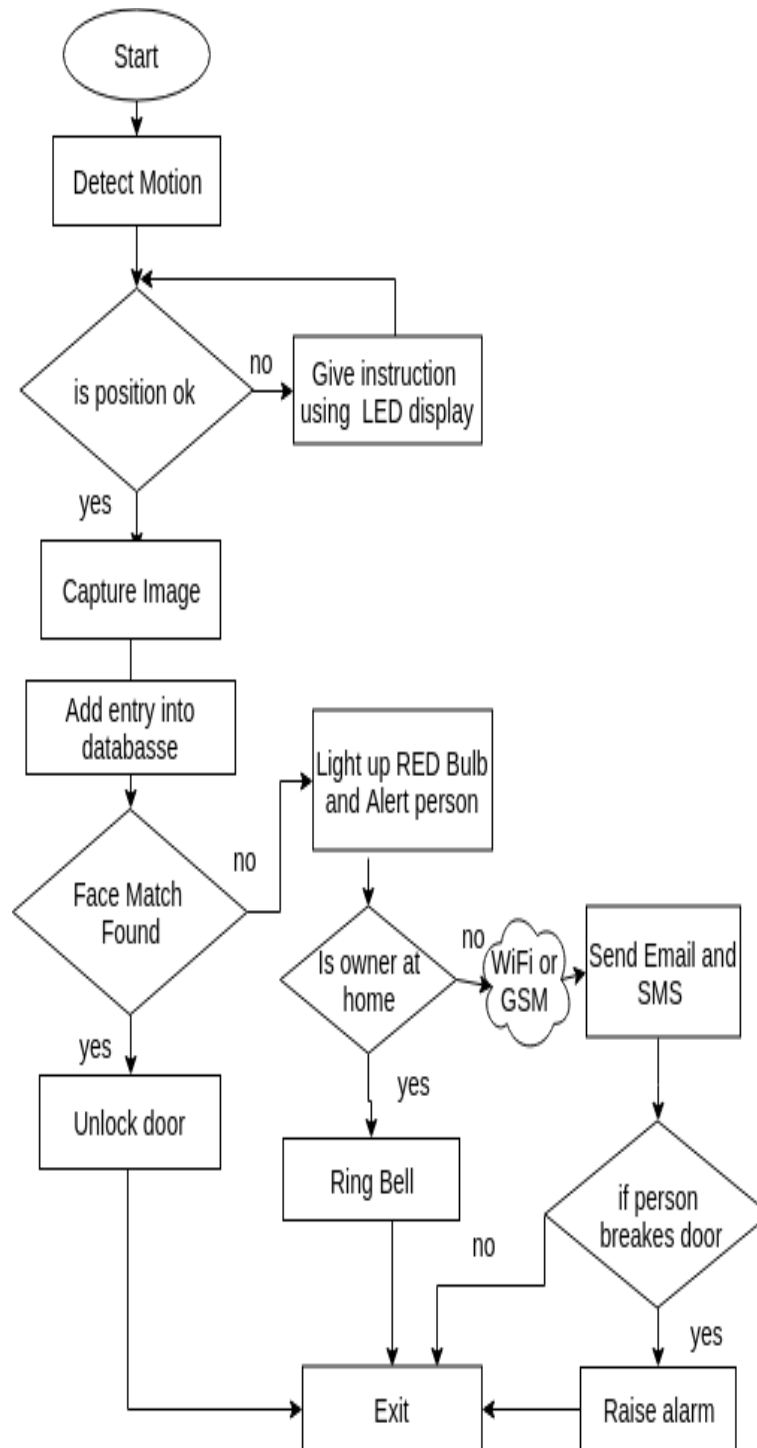 Start
Detect Motion
is position ok
no
Give instruction
using LED display
yes
Capture Image
Add entry into
databasse
Face Match
Found
no
Light up RED Bulb
and Alert person
Is owner at
home
no
WiFi or
GSM
Send Email and
SMS
yes
Unlock door
yes
Ring Bell
if person
breakes door
no
yes
Exit
Raise alarm